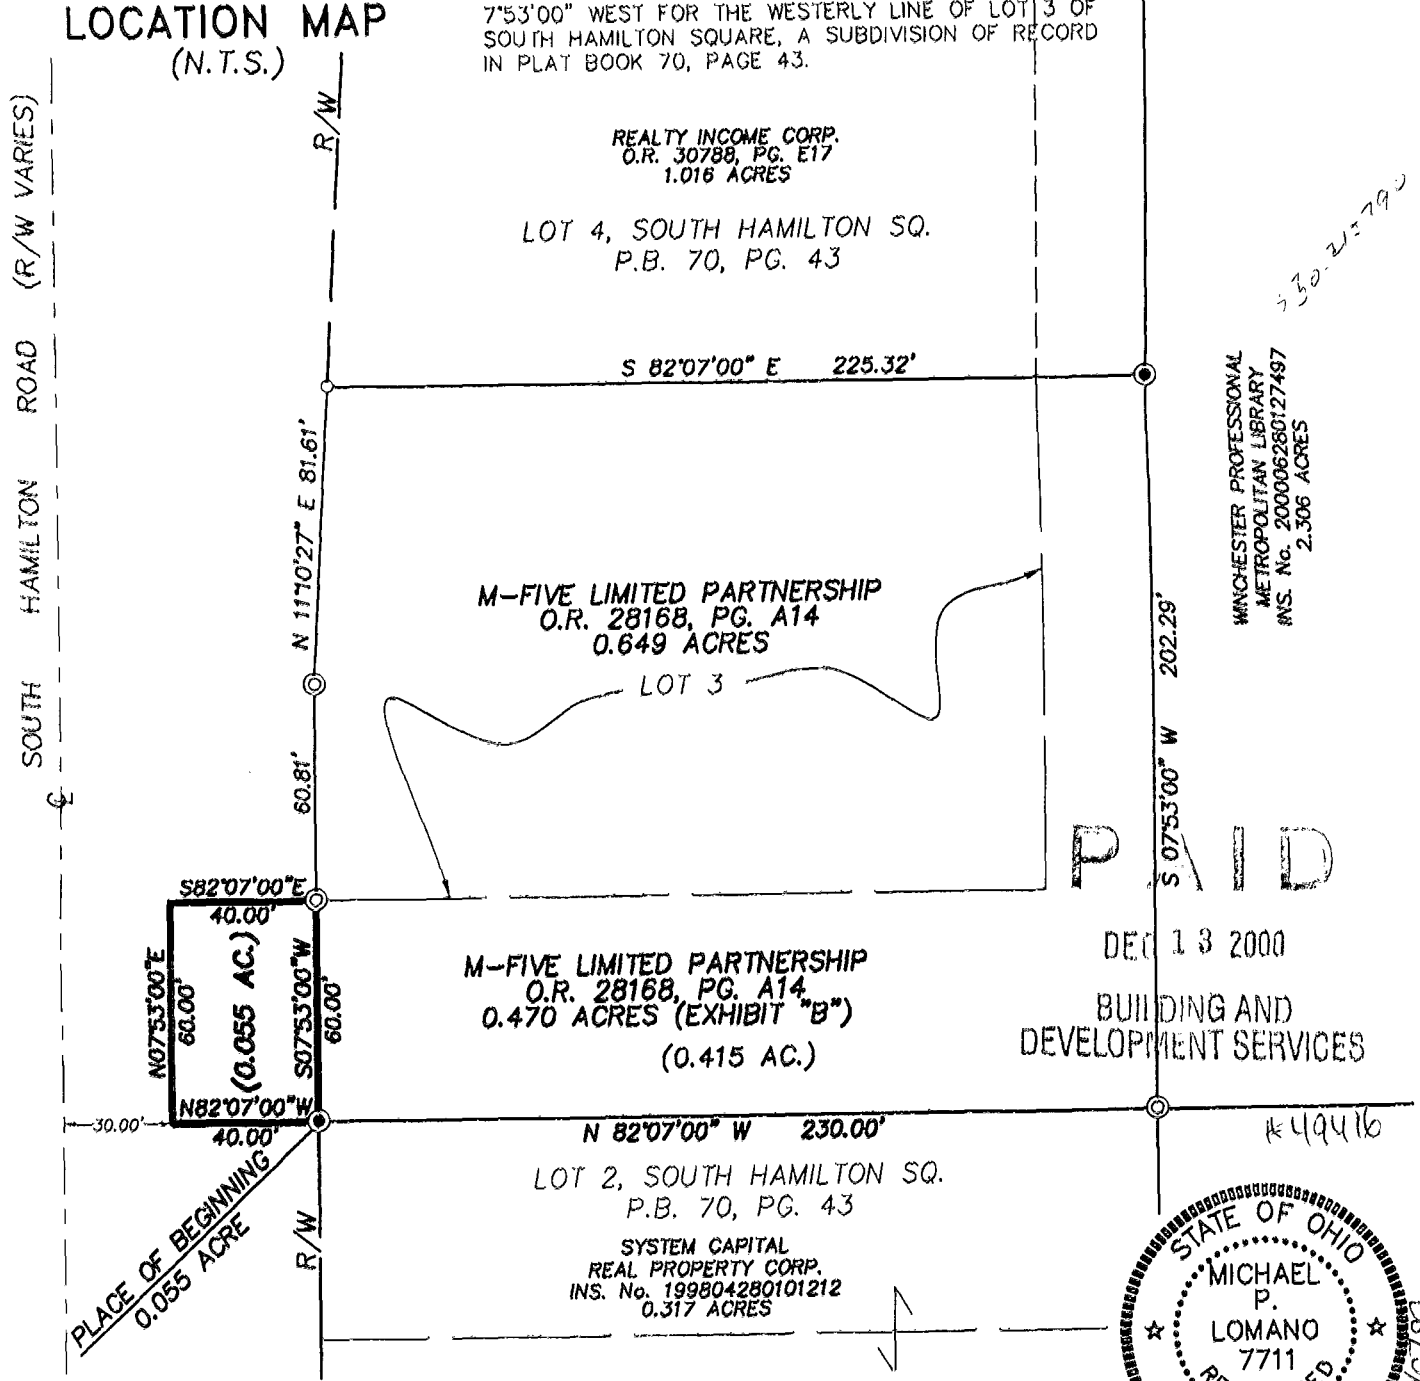 LOCATION MAP
(N.T.S.)
7°53'00" WEST FOR THE WESTERLY LINE OF LOT 3 OF
SOUTH HAMILTON SQUARE, A SUBDIVISION OF RECORD
IN PLAT BOOK 70, PAGE 43.
R/W
SOUTH HAMILTON ROAD (R/W VARIES)
REALTY INCOME CORP.
O.R. 30788, PG. E17
1.016 ACRES
LOT 4, SOUTH HAMILTON SQ.
P.B. 70, PG. 43
S 82°07'00" E 225.32'
WINCHESTER PROFESSIONAL
METROPOLITAN LIBRARY
INS. No. 200006280127497
2.306 ACRES
N 11°10'27" E 81.61'
M-FIVE LIMITED PARTNERSHIP
O.R. 28168, PG. A14
0.649 ACRES
LOT 3
60.81'
S 07°53'00" W 202.29'
PAID
DEC 13 2000
BUILDING AND
DEVELOPMENT SERVICES
S82°07'00"E
40.00'
N07°53'00"E
60.00'
(0.055 AC.)
S07°53'00"W
60.00'
N82°07'00"W
40.00'
30.00'
M-FIVE LIMITED PARTNERSHIP
O.R. 28168, PG. A14
0.470 ACRES (EXHIBIT "B")
(0.415 AC.)
N 82°07'00" W 230.00'
#49416
PLACE OF BEGINNING
0.055 ACRE
R/W
LOT 2, SOUTH HAMILTON SQ.
P.B. 70, PG. 43
SYSTEM CAPITAL
REAL PROPERTY CORP.
INS. No. 199804280101212
0.317 ACRES
STATE OF OHIO
MICHAEL
P.
LOMANO
7711